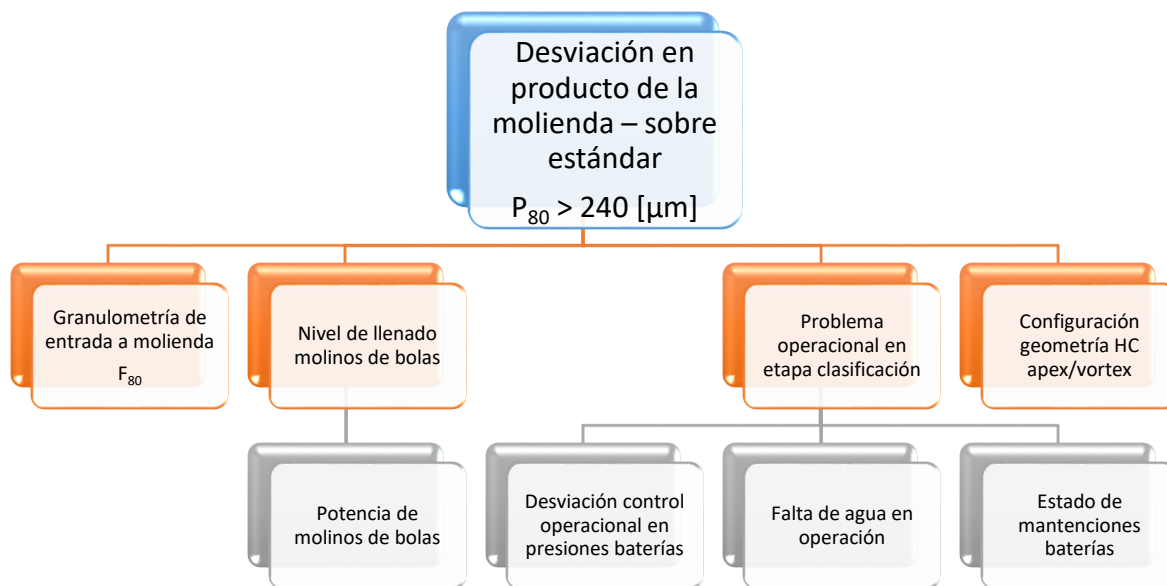 Desviación en
producto de la
molienda – sobre
estándar
P₈₀ > 240 [µm]
Granulometría de
entrada a molienda
F₈₀
Nivel de llenado
molinos de bolas
Problema
operacional en
etapa clasificación
Configuración
geometría HC
apex/vortex
Potencia de
molinos de bolas
Desviación control
operacional en
presiones baterías
Falta de agua en
operación
Estado de
mantenciones
baterías